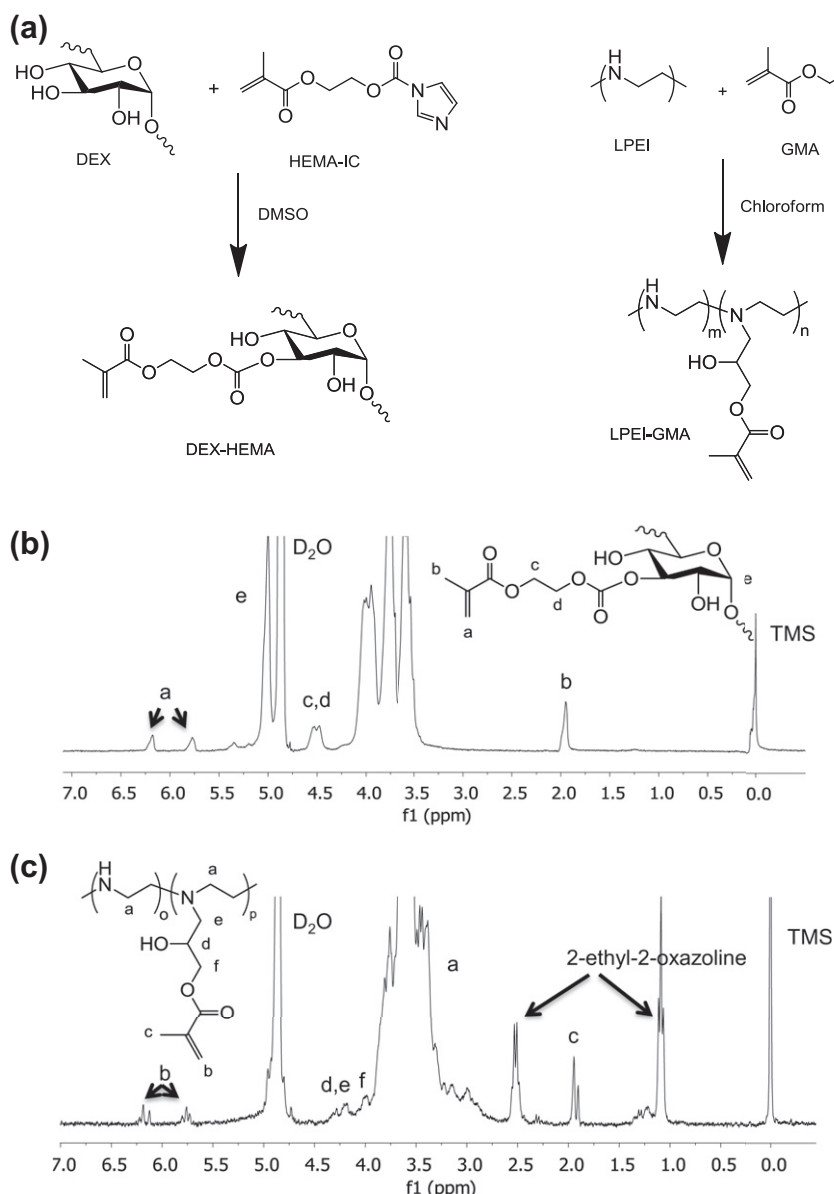 (a)
HO
HO
OH
O
O
DEX
+
O
O
O
O
N
N
HEMA-IC
DMSO
H
N
LPEI
+
O
O
GMA
Chloroform
O
O
O
O
O
HO
O
OH
O
DEX-HEMA
H
N
m
N
n
HO
O
O
LPEI-GMA
(b)
e
D2O
a
c,d
b
TMS
b
O
O
c
d
O
O
O
HO
O
OH
O
e
7.0 6.5 6.0 5.5 5.0 4.5 4.0 3.5 3.0 2.5 2.0 1.5 1.0 0.5 0.0
f1 (ppm)
(c)
H
N
a
o
N
a
p
e
HO
d
f
O
O
c
b
D2O
b
d,e
f
a
2-ethyl-2-oxazoline
c
TMS
7.0 6.5 6.0 5.5 5.0 4.5 4.0 3.5 3.0 2.5 2.0 1.5 1.0 0.5 0.0
f1 (ppm)